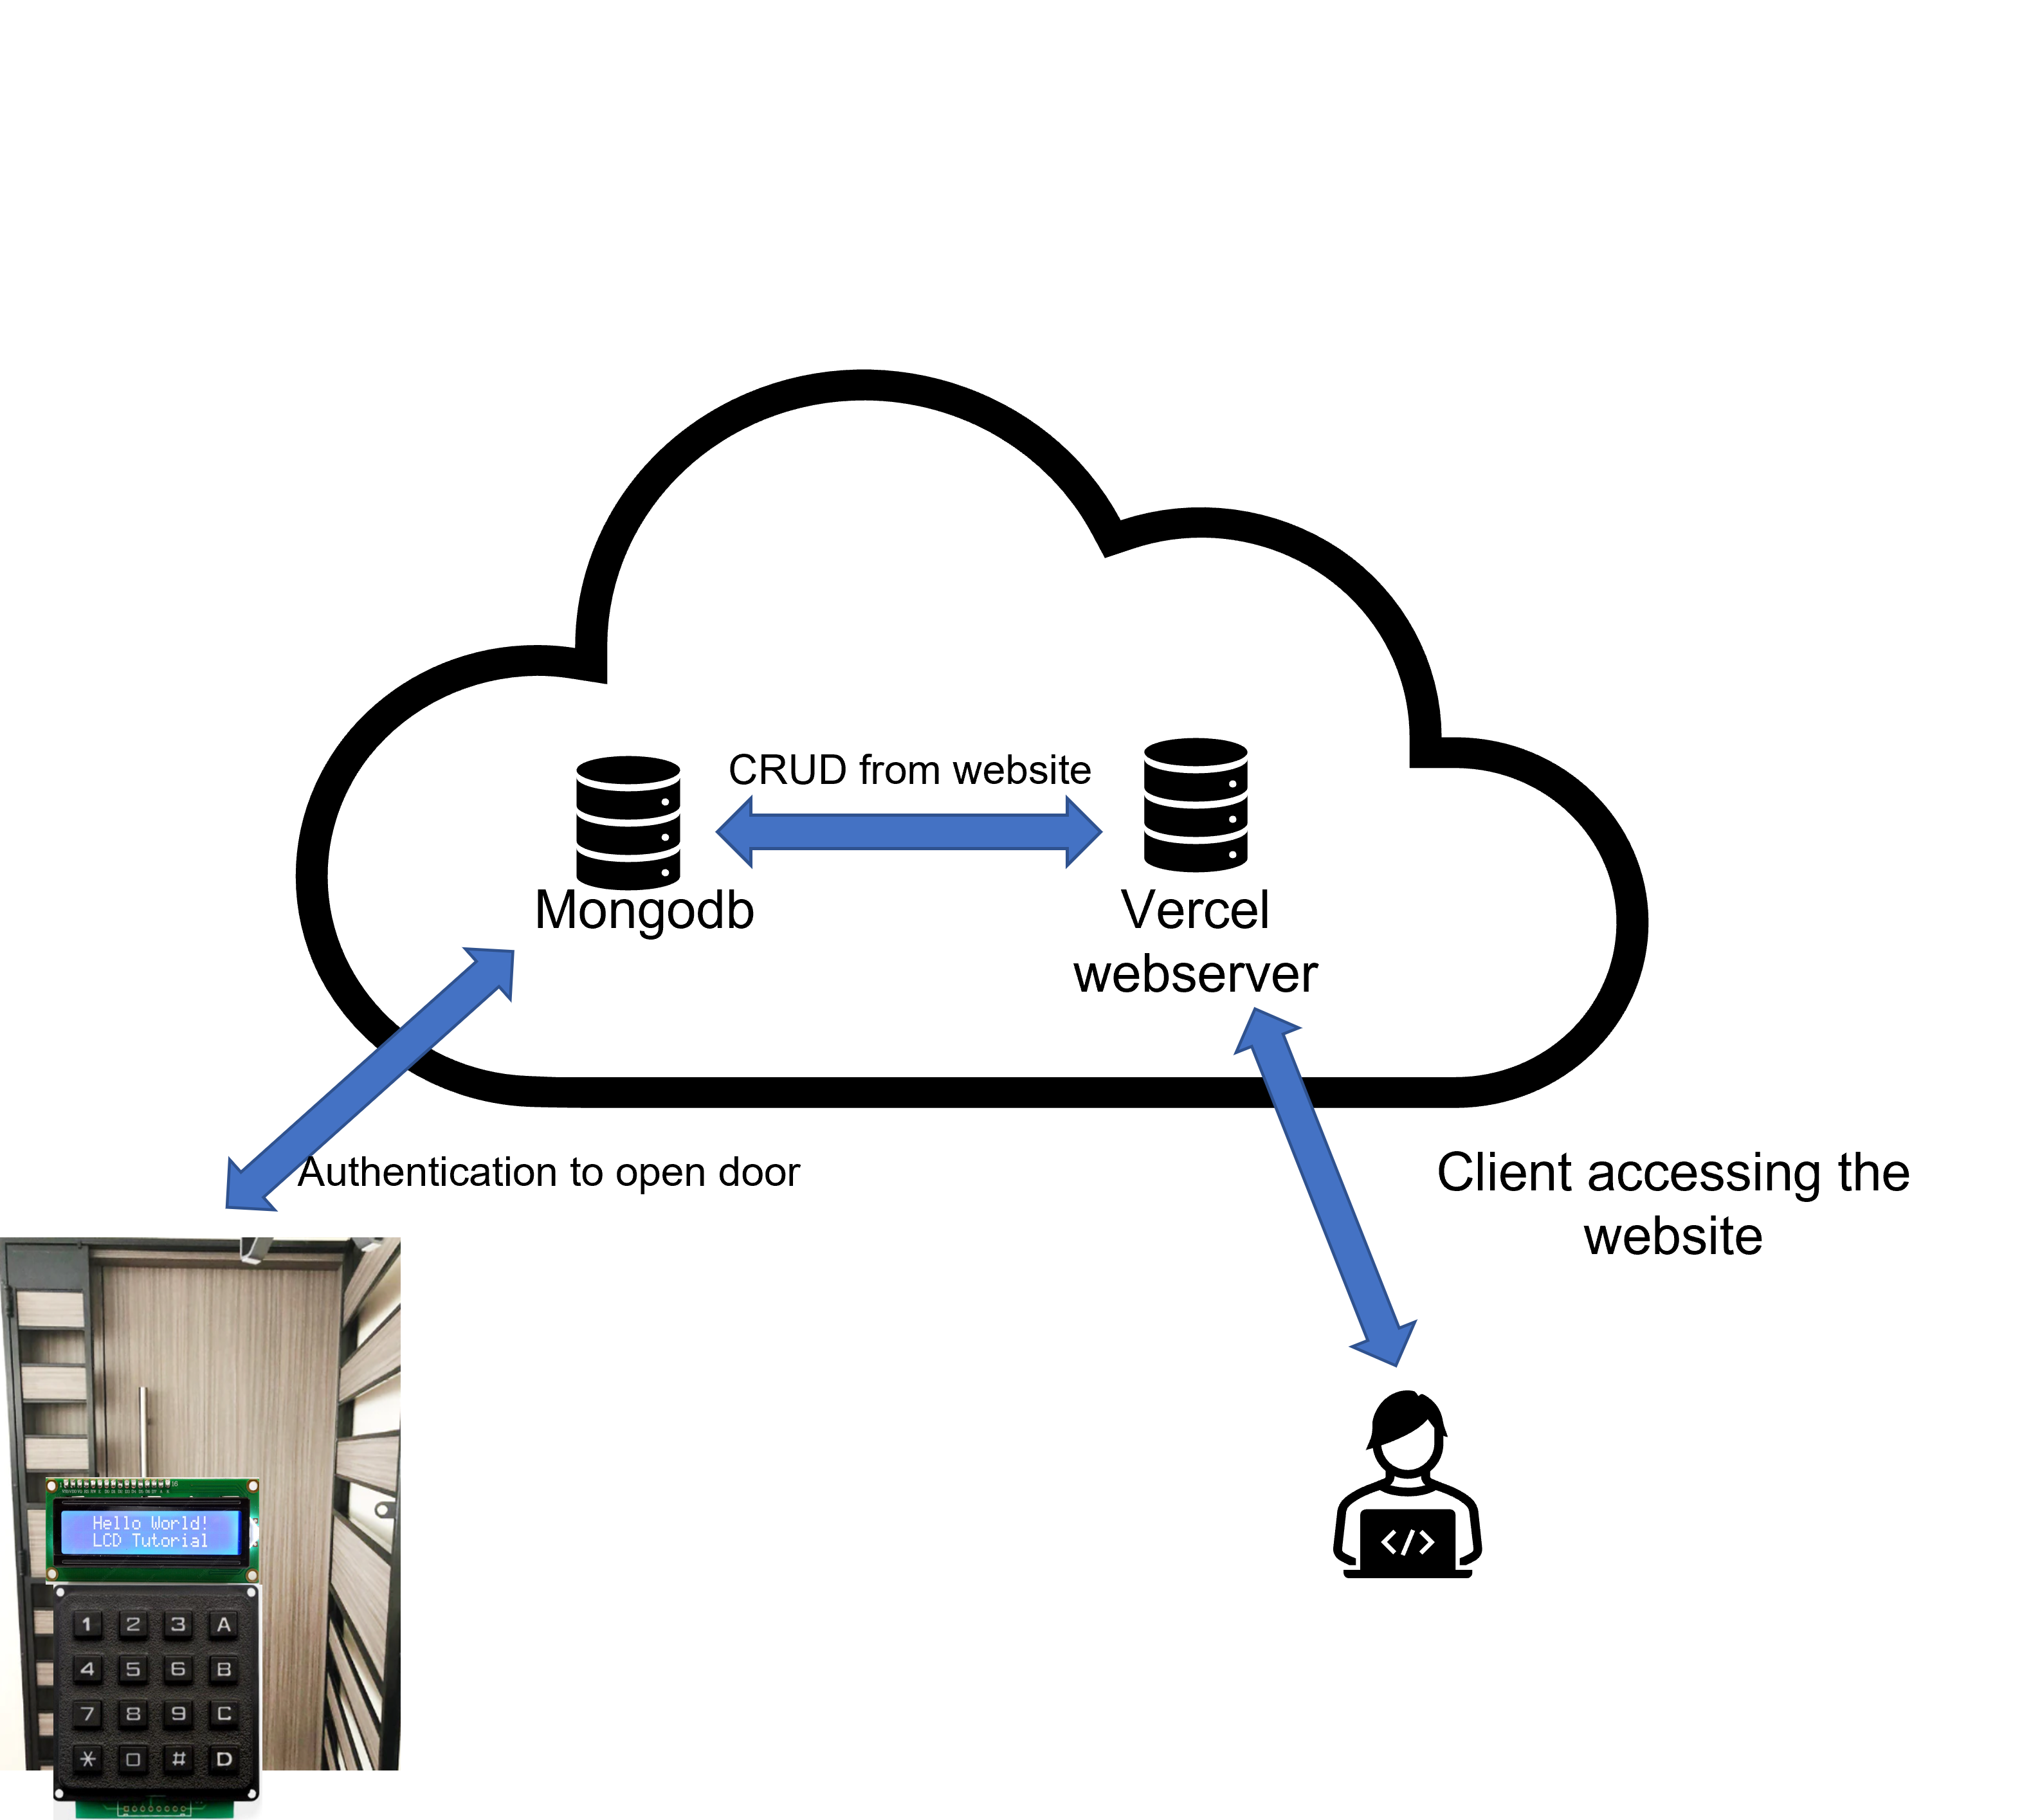 CRUD from website
Mongodb
Vercel
webserver
Authentication to open door
Client accessing the
website
Hello World!
LCD Tutorial
1 2 3 A
4 5 6 B
7 8 9 C
* 0 # D